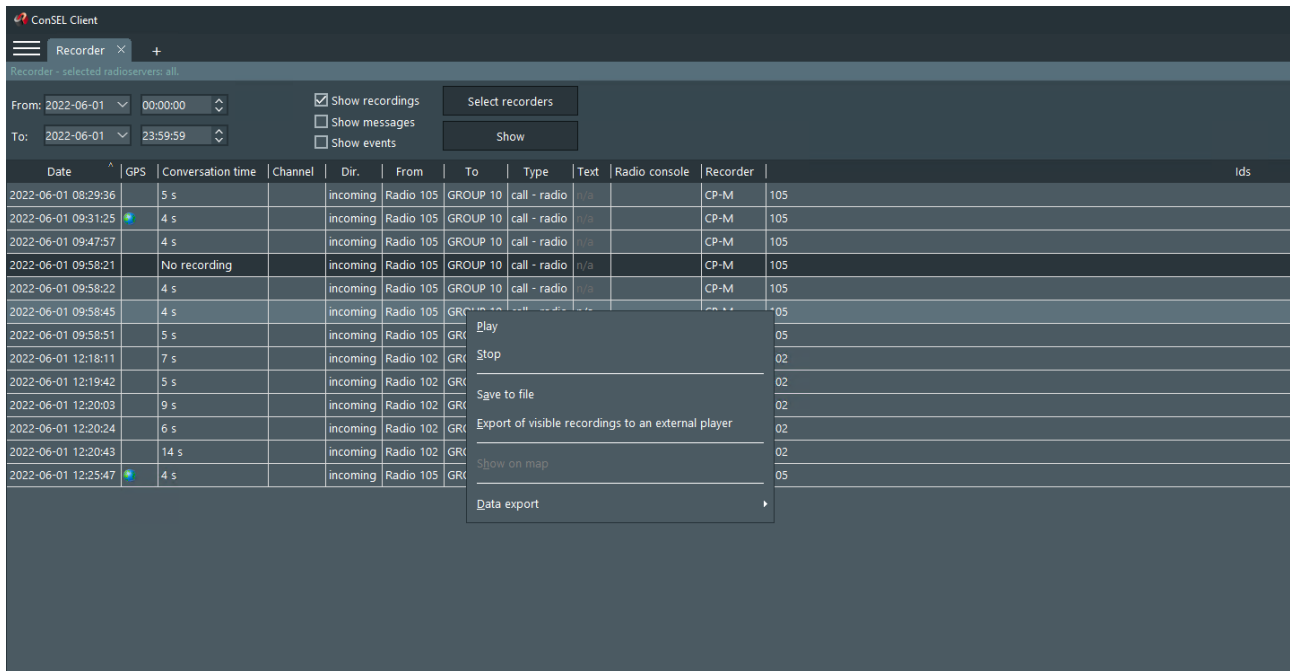 ConSEL Client
Recorder × +
Recorder - selected radioservers: all.
From: 2022-06-01 00:00:00 Show recordings Select recorders
Show messages
To: 2022-06-01 23:59:59 Show
Show events
Date ^ GPS Conversation time Channel Dir. From To Type Text Radio console Recorder Ids
2022-06-01 08:29:36 5 s incoming Radio 105 GROUP 10 call - radio n/a CP-M 105
2022-06-01 09:31:25 4 s incoming Radio 105 GROUP 10 call - radio n/a CP-M 105
2022-06-01 09:47:57 4 s incoming Radio 105 GROUP 10 call - radio n/a CP-M 105
2022-06-01 09:58:21 No recording incoming Radio 105 GROUP 10 call - radio n/a CP-M 105
2022-06-01 09:58:22 4 s incoming Radio 105 GROUP 10 call - radio n/a CP-M 105
2022-06-01 09:58:45 4 s incoming Radio 105
2022-06-01 09:58:51 5 s incoming Radio 105 GRO 05
2022-06-01 12:18:11 7 s incoming Radio 102 GRO 02
2022-06-01 12:19:42 5 s incoming Radio 102 GRO 02
2022-06-01 12:20:03 9 s incoming Radio 102 GRO 02
2022-06-01 12:20:24 6 s incoming Radio 102 GRO 02
2022-06-01 12:20:43 14 s incoming Radio 102 GRO 02
2022-06-01 12:25:47 4 s incoming Radio 105 GRO 05
Play
Stop
Save to file
Export of visible recordings to an external player
Show on map
Data export